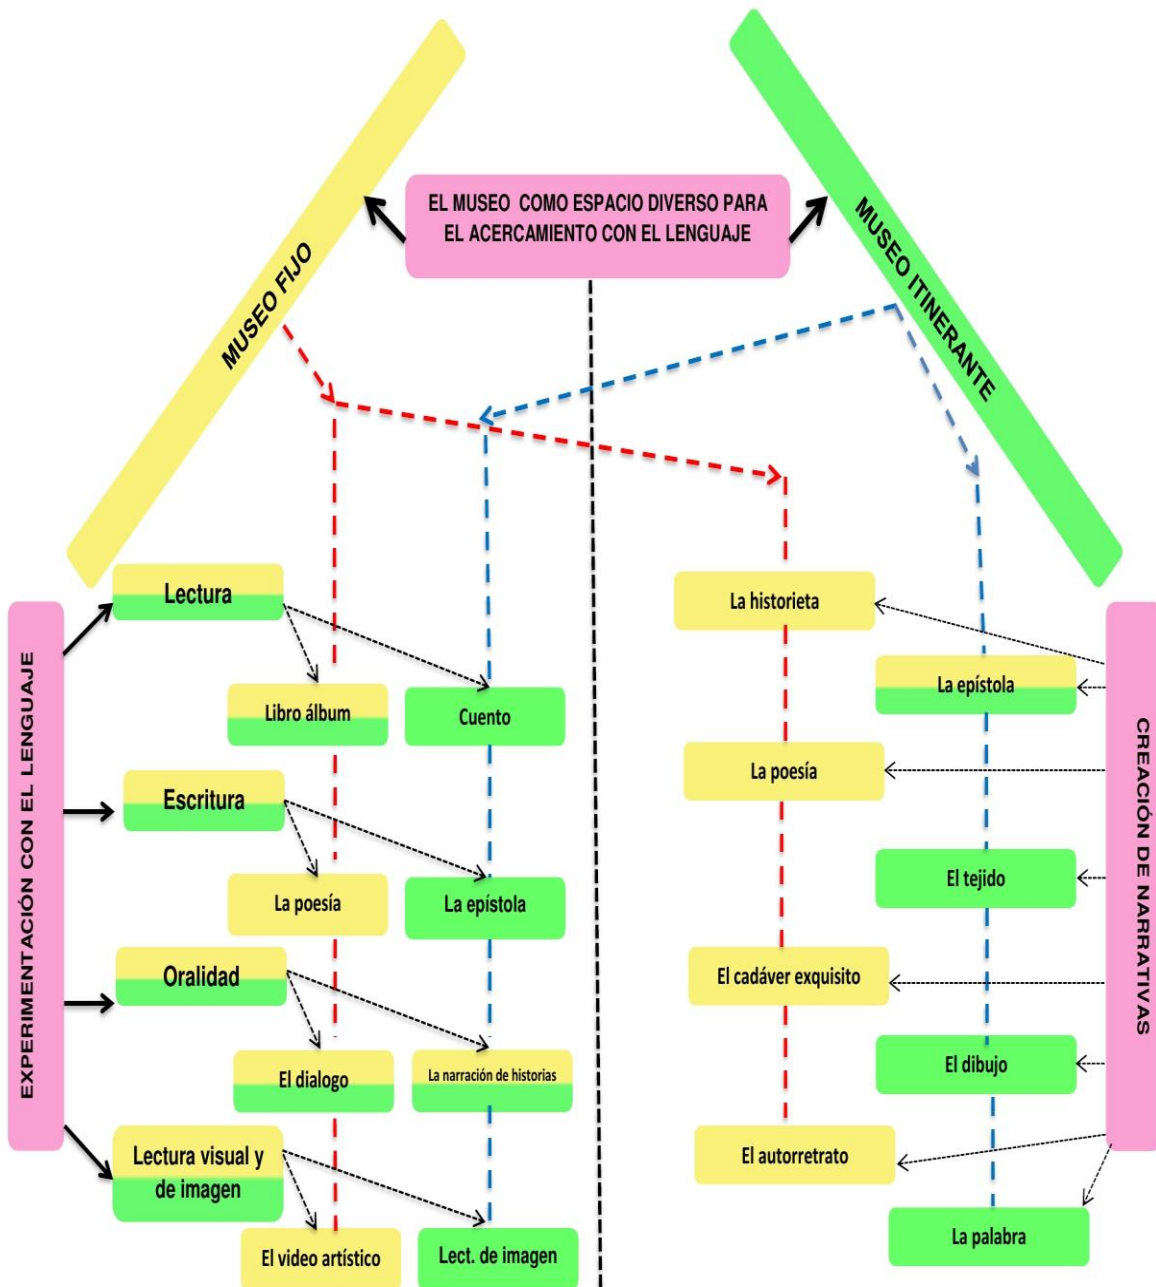 EL MUSEO COMO ESPACIO DIVERSO PARA
EL ACERCAMIENTO CON EL LENGUAJE
MUSEO FIJO
MUSEO ITINERANTE
EXPERIMENTACIÓN CON EL LENGUAJE
Lectura
Libro álbum
Cuento
Escritura
La poesía
La epístola
Oralidad
El dialogo
La narración de historias
Lectura visual y
de imagen
El video artístico
Lect. de imagen
La historieta
La epístola
La poesía
El tejido
El cadáver exquisito
El dibujo
El autorretrato
La palabra
CREACIÓN DE NARRATIVAS